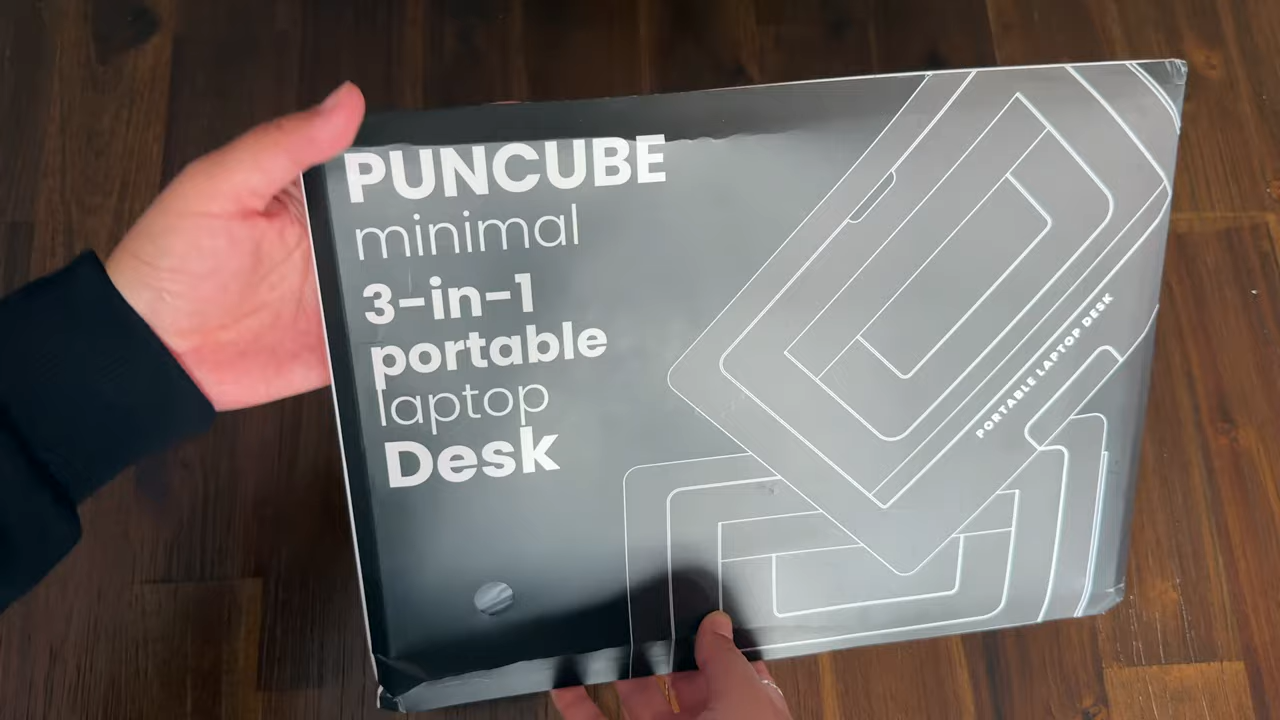 PUNCUBE
minimal
3-in-1
portable
laptop
Desk
PORTABLE LAPTOP DESK